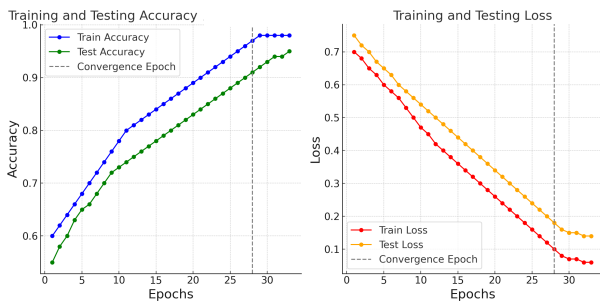 Training and Testing Accuracy
1.0
0.9
0.8
0.7
0.6
Accuracy
Train Accuracy
Test Accuracy
Convergence Epoch
0 5 10 15 20 25 30
Epochs
Training and Testing Loss
0.7
0.6
0.5
0.4
0.3
0.2
0.1
Loss
Train Loss
Test Loss
Convergence Epoch
0 5 10 15 20 25 30
Epochs